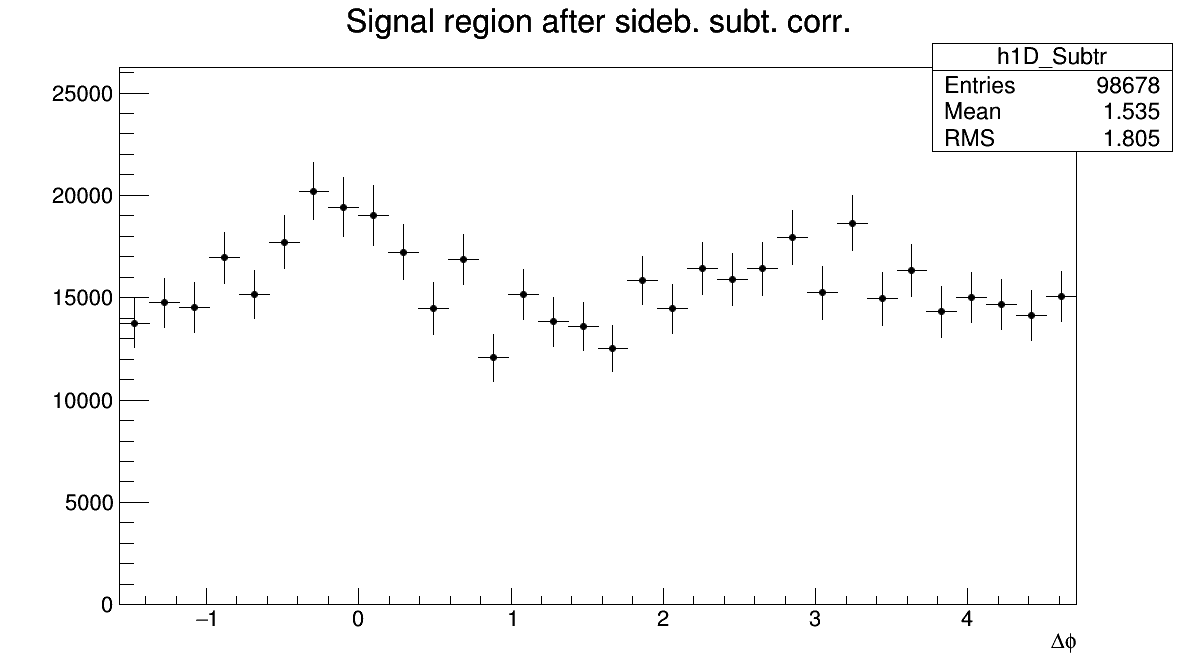 Signal region after sideb. subt. corr.
h1D_Subtr
Entries 98678
Mean 1.535
RMS 1.805
25000
20000
15000
10000
5000
0
−1 0 1 2 3 4
Δϕ